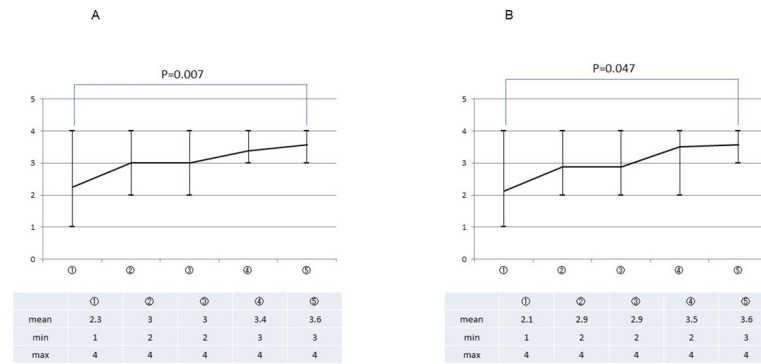 A
P=0.007
5
4
3
2
1
0
① ② ③ ④ ⑤
① ② ③ ④ ⑤
mean 2.3 3 3 3.4 3.6
min 1 2 2 3 3
max 4 4 4 4 4
B
P=0.047
5
4
3
2
1
0
① ② ③ ④ ⑤
① ② ③ ④ ⑤
mean 2.1 2.9 2.9 3.5 3.6
min 1 2 2 2 3
max 4 4 4 4 4